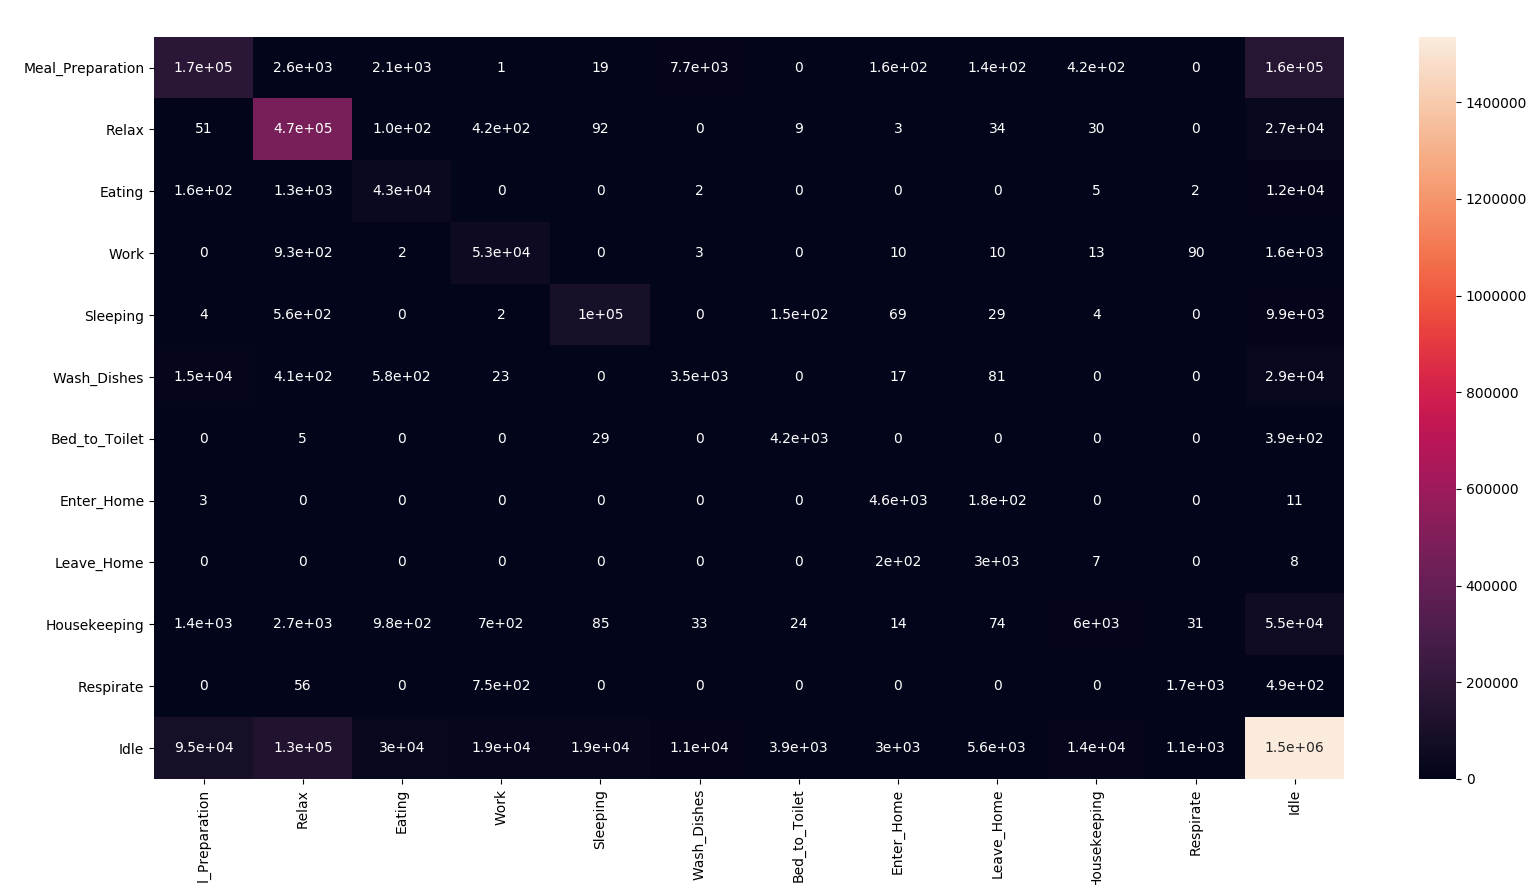 Meal_Preparation 1.7e+05 2.6e+03 2.1e+03 1 19 7.7e+03 0 1.6e+02 1.4e+02 4.2e+02 0 1.6e+05
1400000
Relax 51 4.7e+05 1.0e+02 4.2e+02 92 0 9 3 34 30 0 2.7e+04
Eating 1.6e+02 1.3e+03 4.3e+04 0 0 2 0 0 0 5 2 1.2e+04
1200000
Work 0 9.3e+02 2 5.3e+04 0 3 0 10 10 13 90 1.6e+03
1000000
Sleeping 4 5.6e+02 0 2 1e+05 0 1.5e+02 69 29 4 0 9.9e+03
Wash_Dishes 1.5e+04 4.1e+02 5.8e+02 23 0 3.5e+03 0 17 81 0 0 2.9e+04
800000
Bed_to_Toilet 0 5 0 0 29 0 4.2e+03 0 0 0 0 3.9e+02
600000
Enter_Home 3 0 0 0 0 0 0 4.6e+03 1.8e+02 0 0 11
Leave_Home 0 0 0 0 0 0 0 2e+02 3e+03 7 0 8
400000
Housekeeping 1.4e+03 2.7e+03 9.8e+02 7e+02 85 33 24 14 74 6e+03 31 5.5e+04
Respirate 0 56 0 7.5e+02 0 0 0 0 0 0 1.7e+03 4.9e+02
200000
Idle 9.5e+04 1.3e+05 3e+04 1.9e+04 1.9e+04 1.1e+04 3.9e+03 3e+03 5.6e+03 1.4e+04 1.1e+03 1.5e+06
0
l_Preparation
Relax
Eating
Work
Sleeping
Wash_Dishes
Bed_to_Toilet
Enter_Home
Leave_Home
Housekeeping
Respirate
Idle